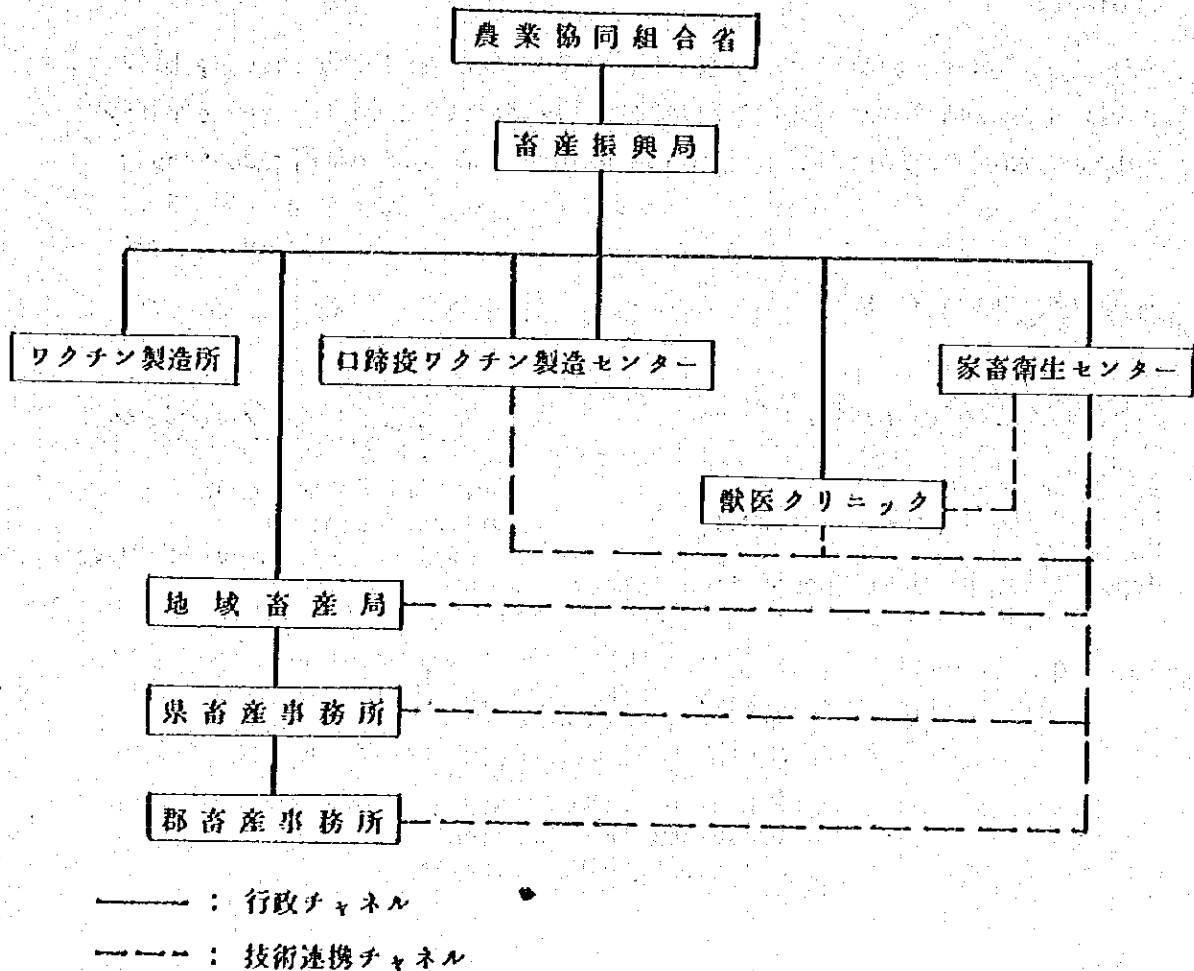 農業協同組合省
畜産振興局
ワクチン製造所
口蹄疫ワクチン製造センター
家畜衛生センター
獣医クリニック
地域畜産局
県畜産事務所
郡畜産事務所
——— : 行政チャネル
---- : 技術連携チャネル